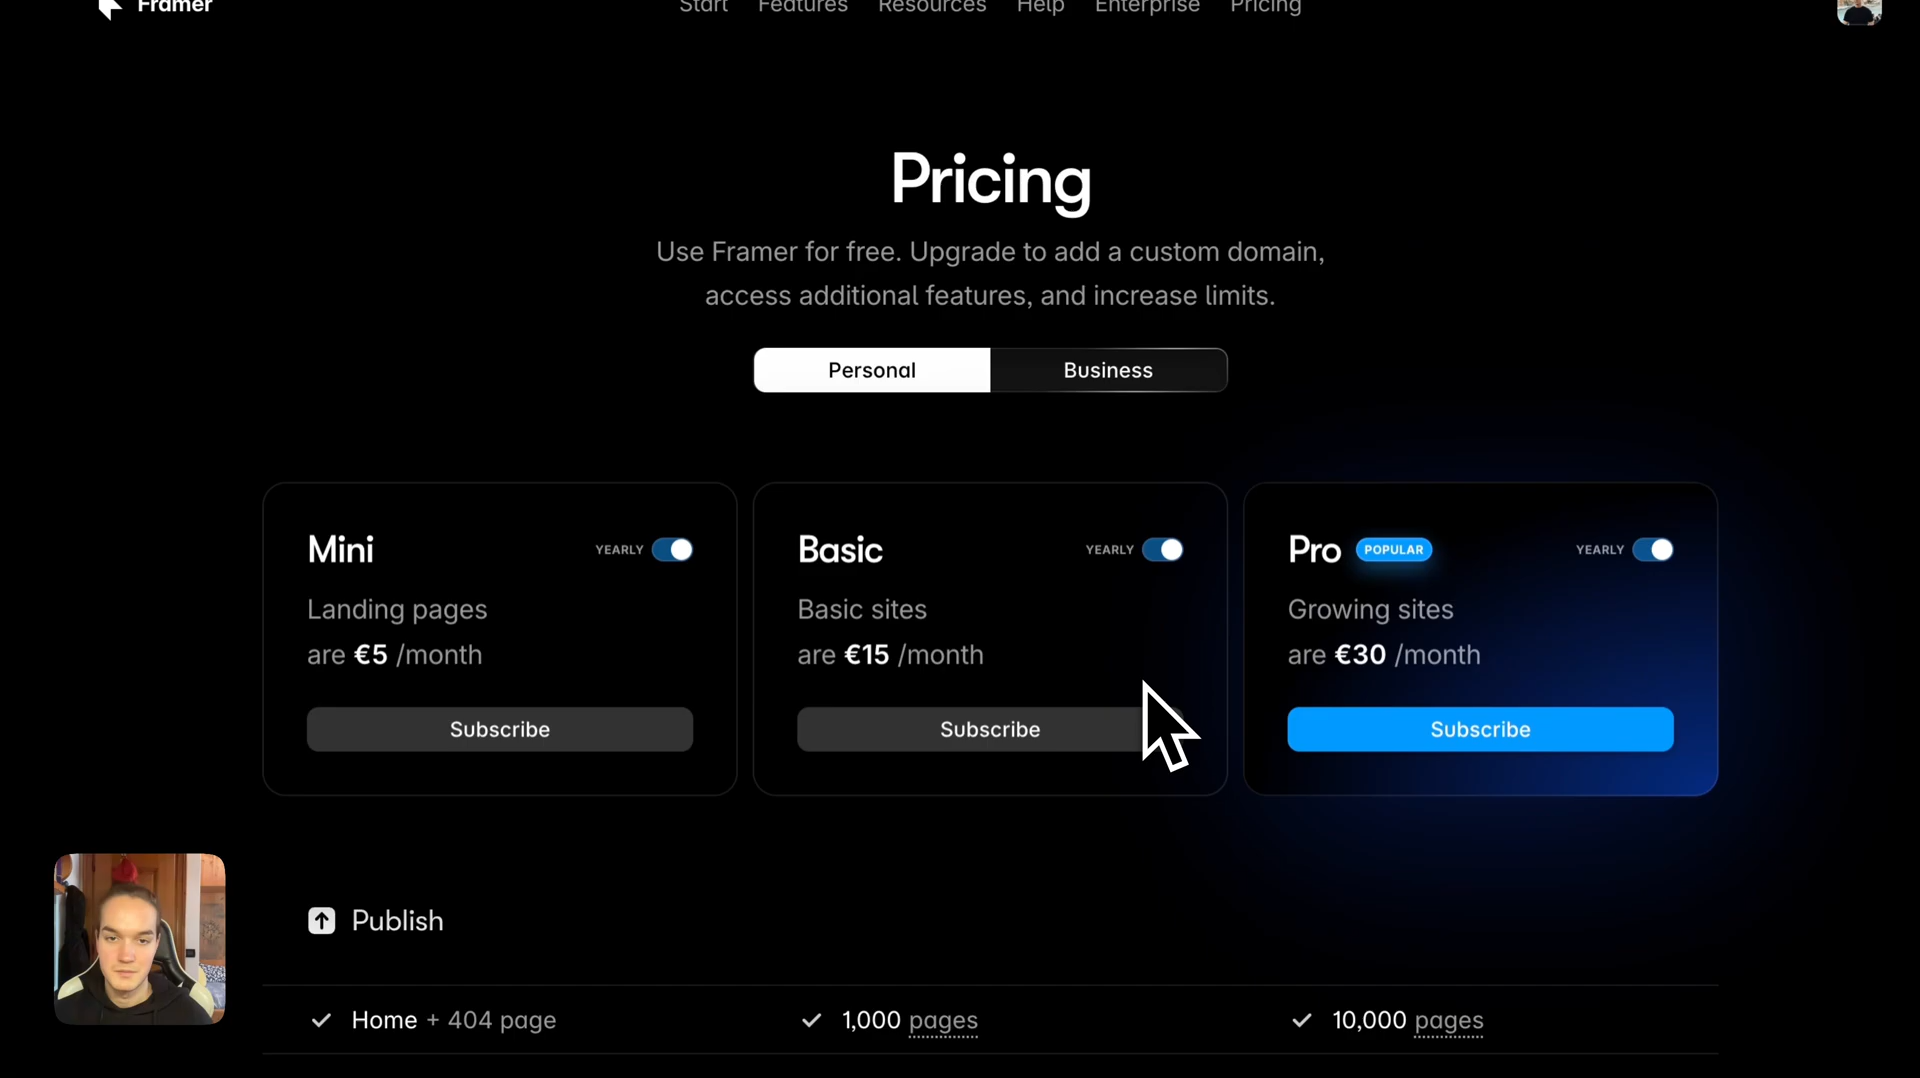 Framer
Start Features Resources Help Enterprise Pricing
Pricing
Use Framer for free. Upgrade to add a custom domain,
access additional features, and increase limits.
Personal Business
Mini YEARLY
Landing pages
are €5 /month
Subscribe
Basic YEARLY
Basic sites
are €15 /month
Subscribe
Pro POPULAR YEARLY
Growing sites
are €30 /month
Subscribe
Publish
Home + 404 page
1,000 pages
10,000 pages